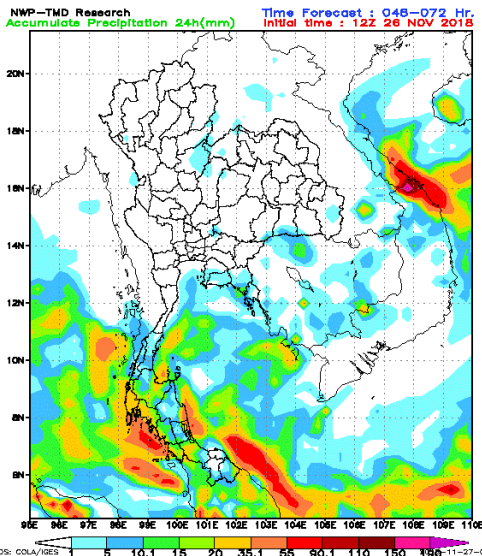 NWP-TMD Research
Time Forecast : 048-072 Hr.
Accumulate Precipitation 24h(mm)
Initial time : 12Z 26 NOV 2018
20N
18N
16N
14N
12N
10N
8N
6N
95E 96E 97E 98E 99E 100E 101E 102E 103E 104E 105E 106E 107E 108E 109E 110E
1 5 10.1 15 20 35.1 55 90.1 110 150
COLA/IGES